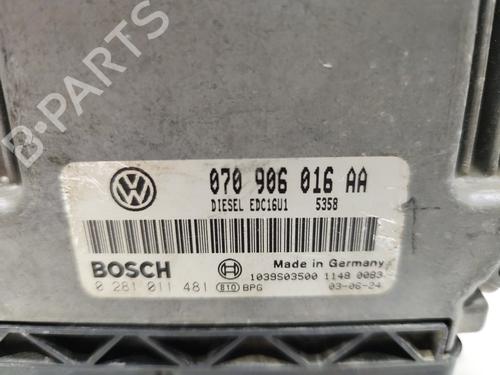 B-PARTS
070 906 016 AA
DIESEL EDC16U1 5358
BOSCH
Made in Germany
1039S03500 1148 0083
0 281 011 481 810 BPG 03-06-24